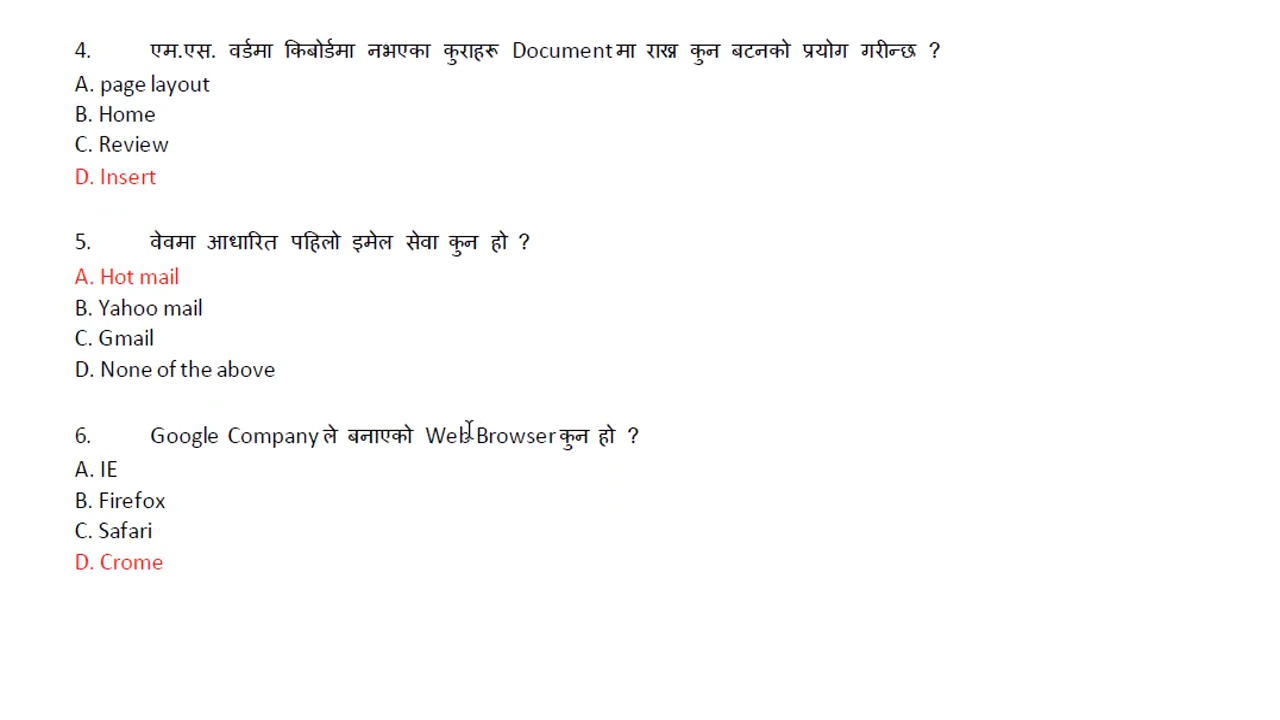 4. एम.एस. वर्डमा किबोर्डमा नभएका कुराहरू Document मा राख्न कुन बटनको प्रयोग गरीन्छ ?
A. page layout
B. Home
C. Review
D. Insert
5. वेवमा आधारित पहिलो इमेल सेवा कुन हो ?
A. Hot mail
B. Yahoo mail
C. Gmail
D. None of the above
6. Google Company ले बनाएको Web Browser कुन हो ?
A. IE
B. Firefox
C. Safari
D. Crome